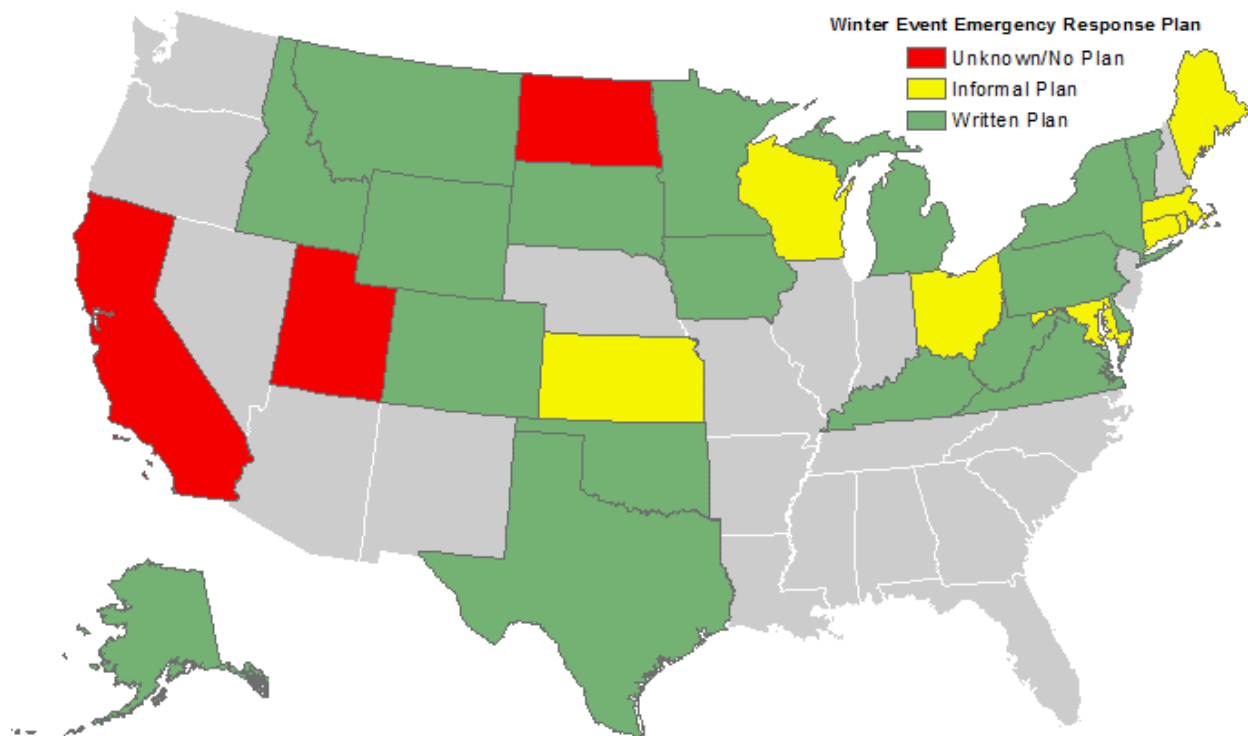 Winter Event Emergency Response Plan
Unknown/No Plan
Informal Plan
Written Plan